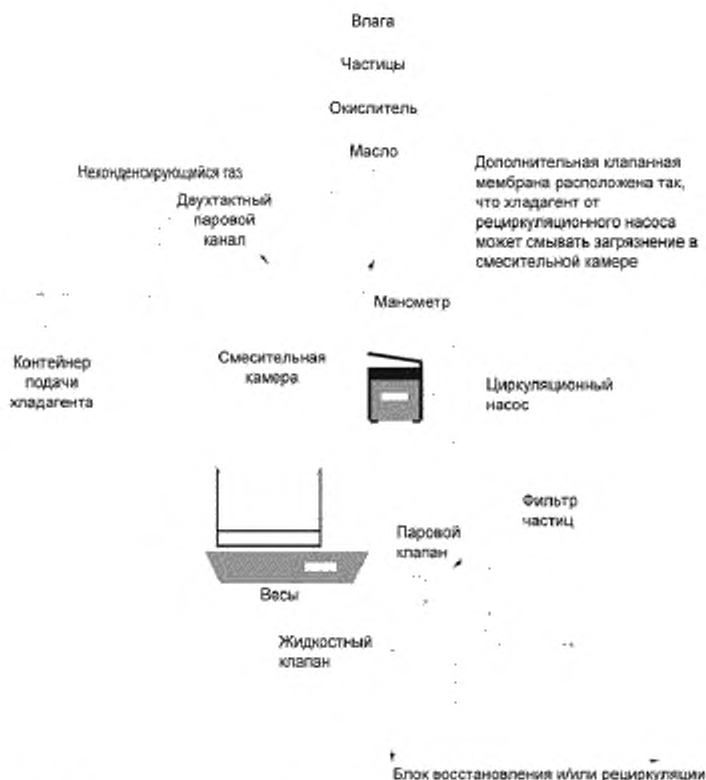 Влага
Частицы
Окислитель
Масло
Неконденсирующийся газ
Двухтактный
паровой
канал
Дополнительная клапанная
мембрана расположена так,
что хладагент от
рециркуляционного насоса
может смывать загрязнение в
смесительной камере
Манометр
Контейнер
подачи
хладагента
Смесительная
камера
Циркуляционный
насос
Фильтр
частиц
Паровой
клапан
Весы
Жидкостный
клапан
Блок восстановления и/или рециркуляции